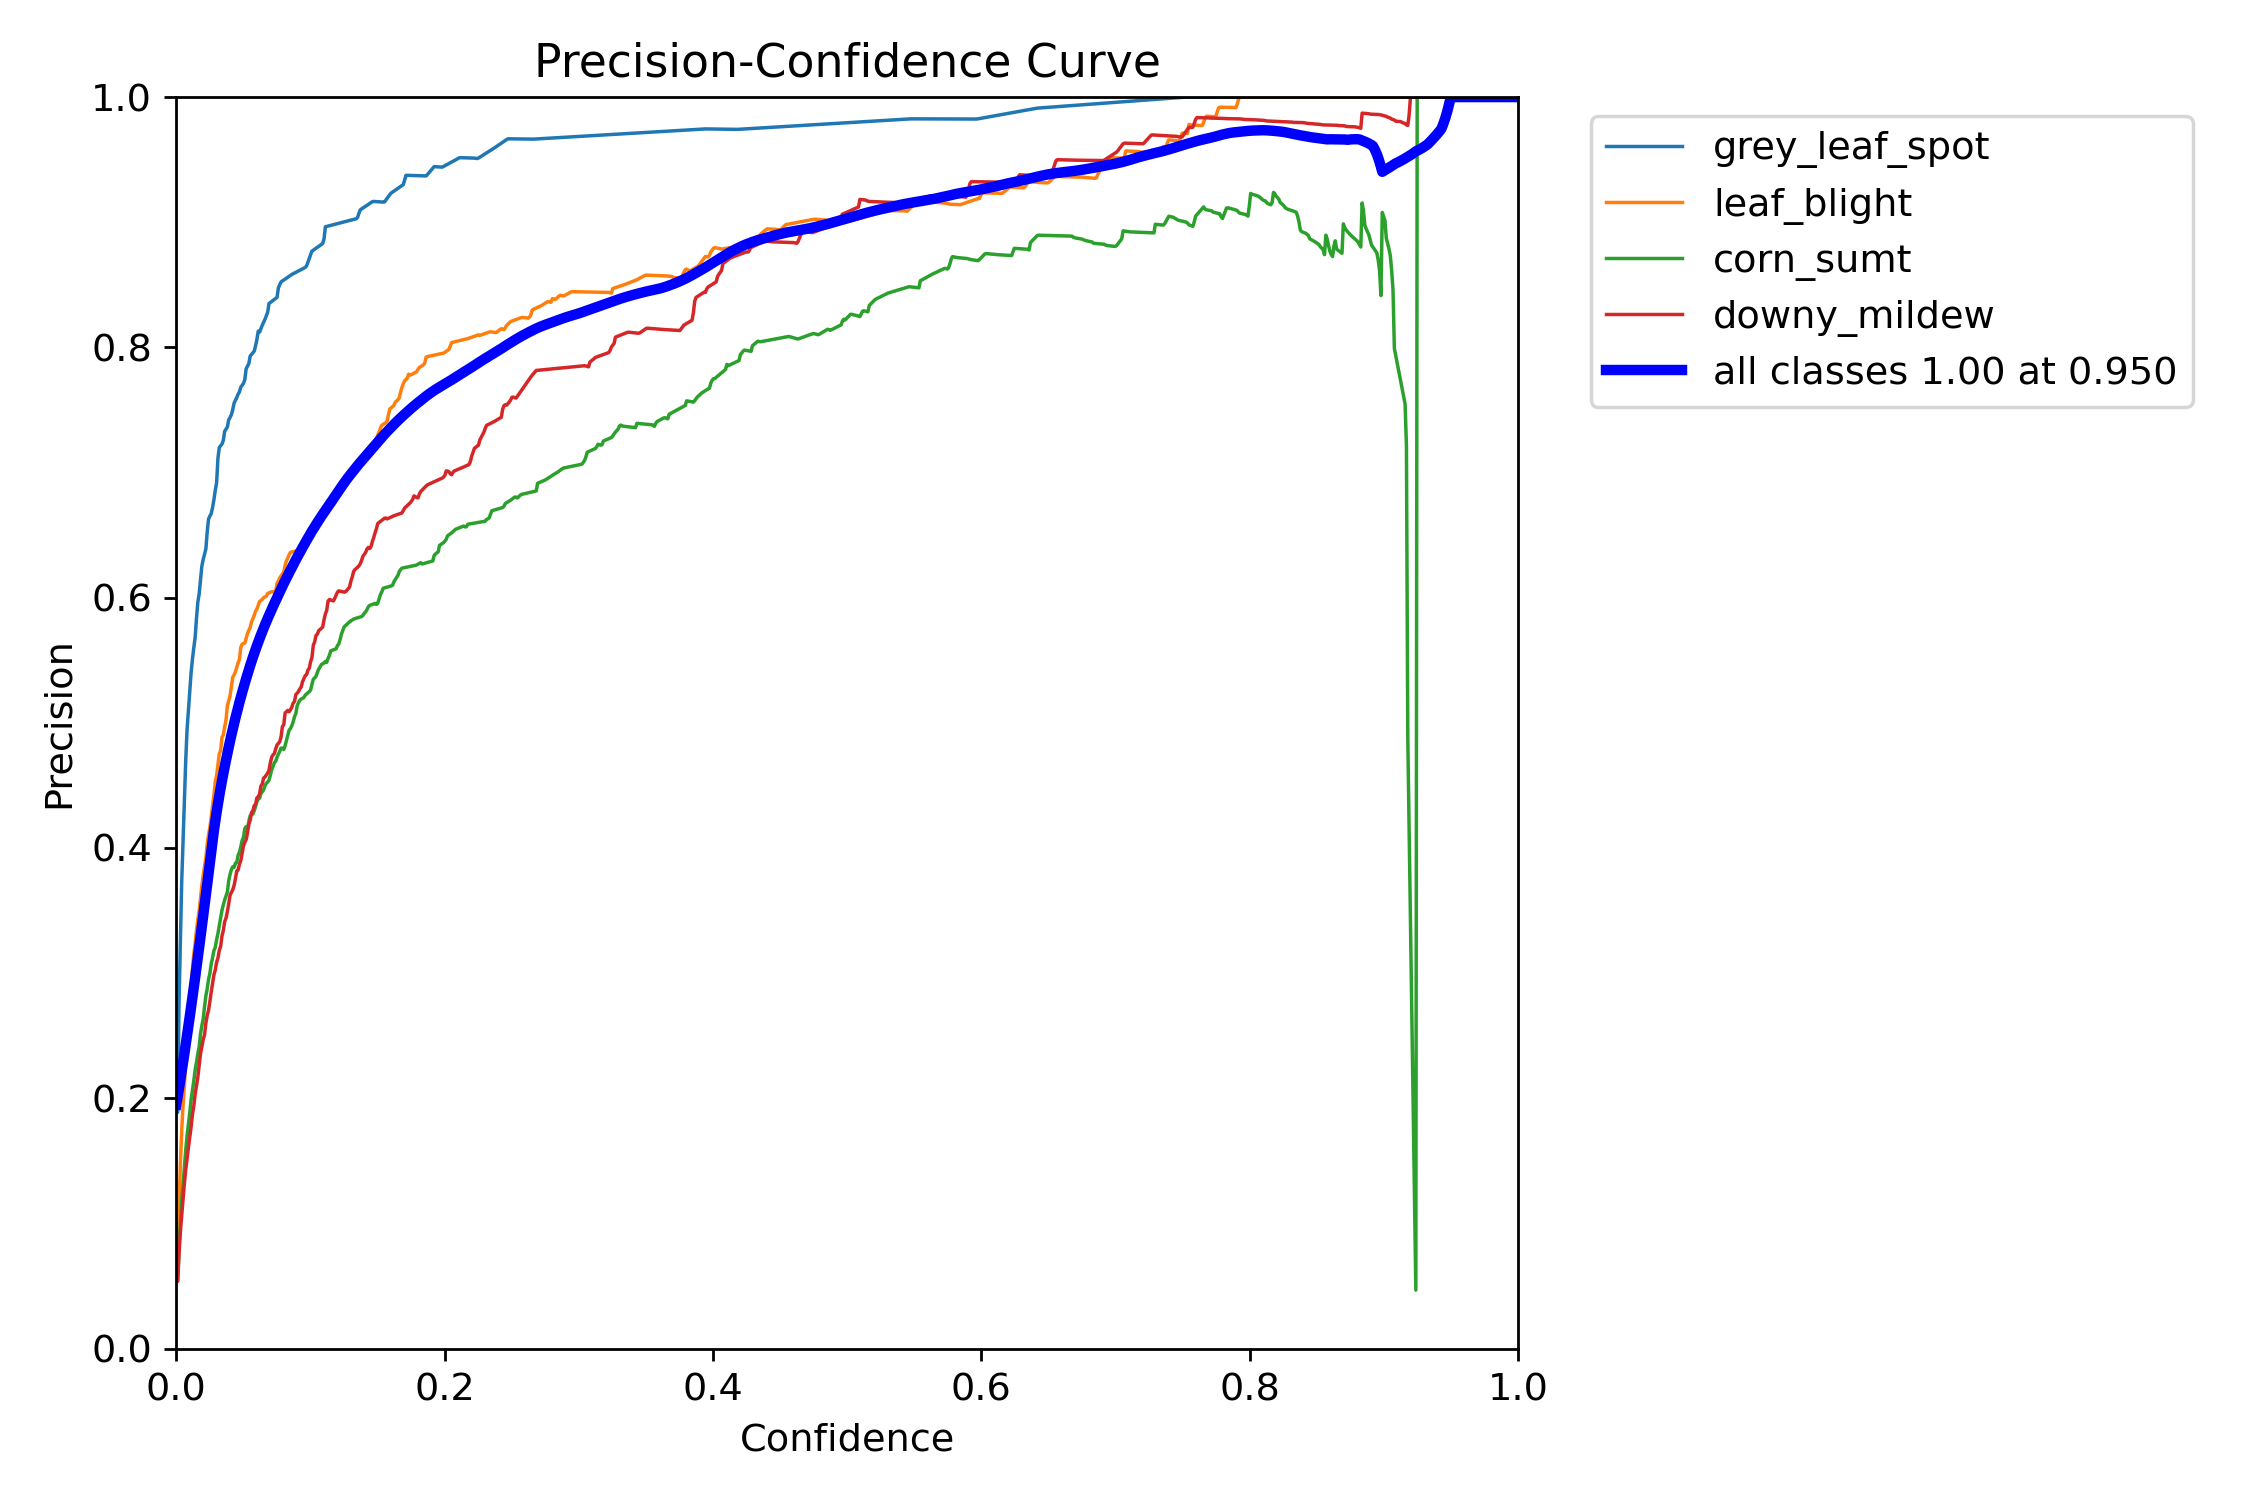 Precision-Confidence Curve
1.0
0.8
0.6
0.4
0.2
0.0
Precision
0.0 0.2 0.4 0.6 0.8 1.0
Confidence
grey_leaf_spot
leaf_blight
corn_sumt
downy_mildew
all classes 1.00 at 0.950